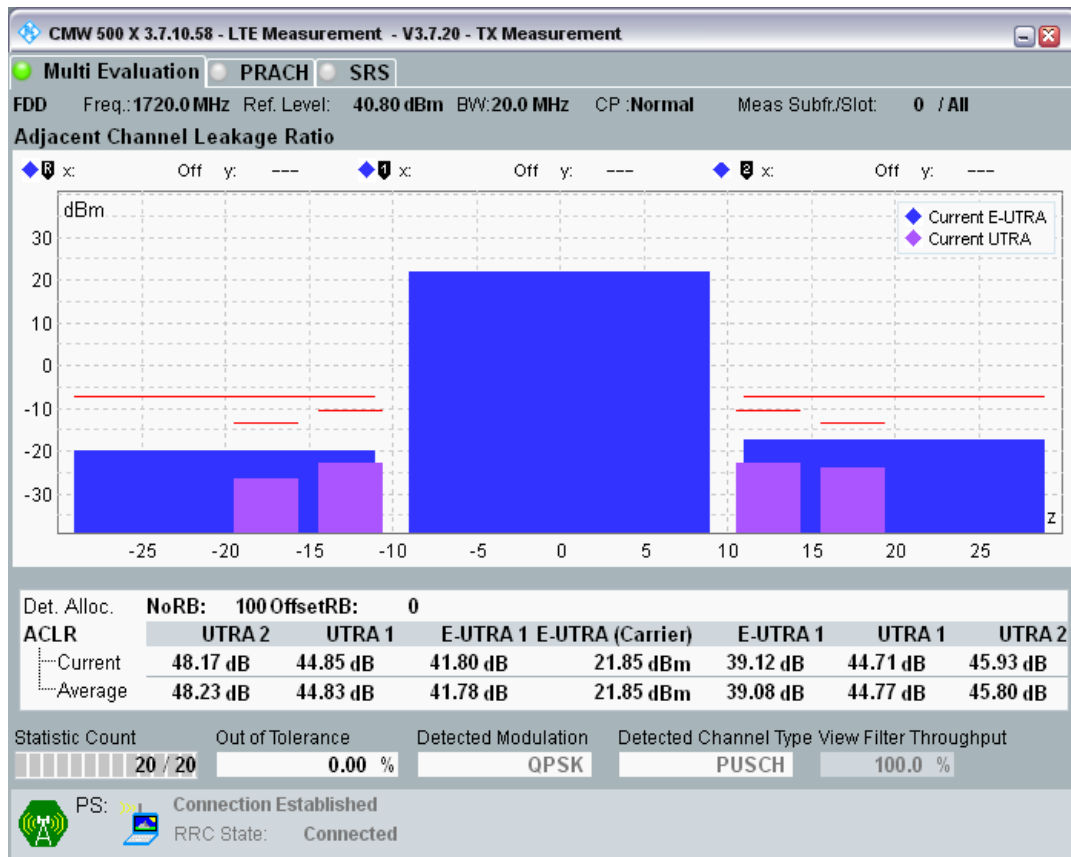 CMW 500 X 3.7.10.58 - LTE Measurement - V3.7.20 - TX Measurement
Multi Evaluation PRACH SRS
FDD Freq.:1720.0 MHz Ref. Level: 40.80 dBm BW:20.0 MHz CP :Normal Meas Subfr./Slot: 0 / All
Adjacent Channel Leakage Ratio
R x: Off y: --- 1 x: Off y: --- 2 x: Off y: ---
dBm
Current E-UTRA
Current UTRA
30
20
10
0
-10
-20
-30
z
-25 -20 -15 -10 -5 0 5 10 15 20 25
Det. Alloc. NoRB: 100 OffsetRB: 0
ACLR UTRA 2 UTRA 1 E-UTRA 1 E-UTRA (Carrier) E-UTRA 1 UTRA 1 UTRA 2
Current 48.17 dB 44.85 dB 41.80 dB 21.85 dBm 39.12 dB 44.71 dB 45.93 dB
Average 48.23 dB 44.83 dB 41.78 dB 21.85 dBm 39.08 dB 44.77 dB 45.80 dB
Statistic Count Out of Tolerance Detected Modulation Detected Channel Type View Filter Throughput
20 / 20 0.00 % QPSK PUSCH 100.0 %
PS: Connection Established
RRC State: Connected